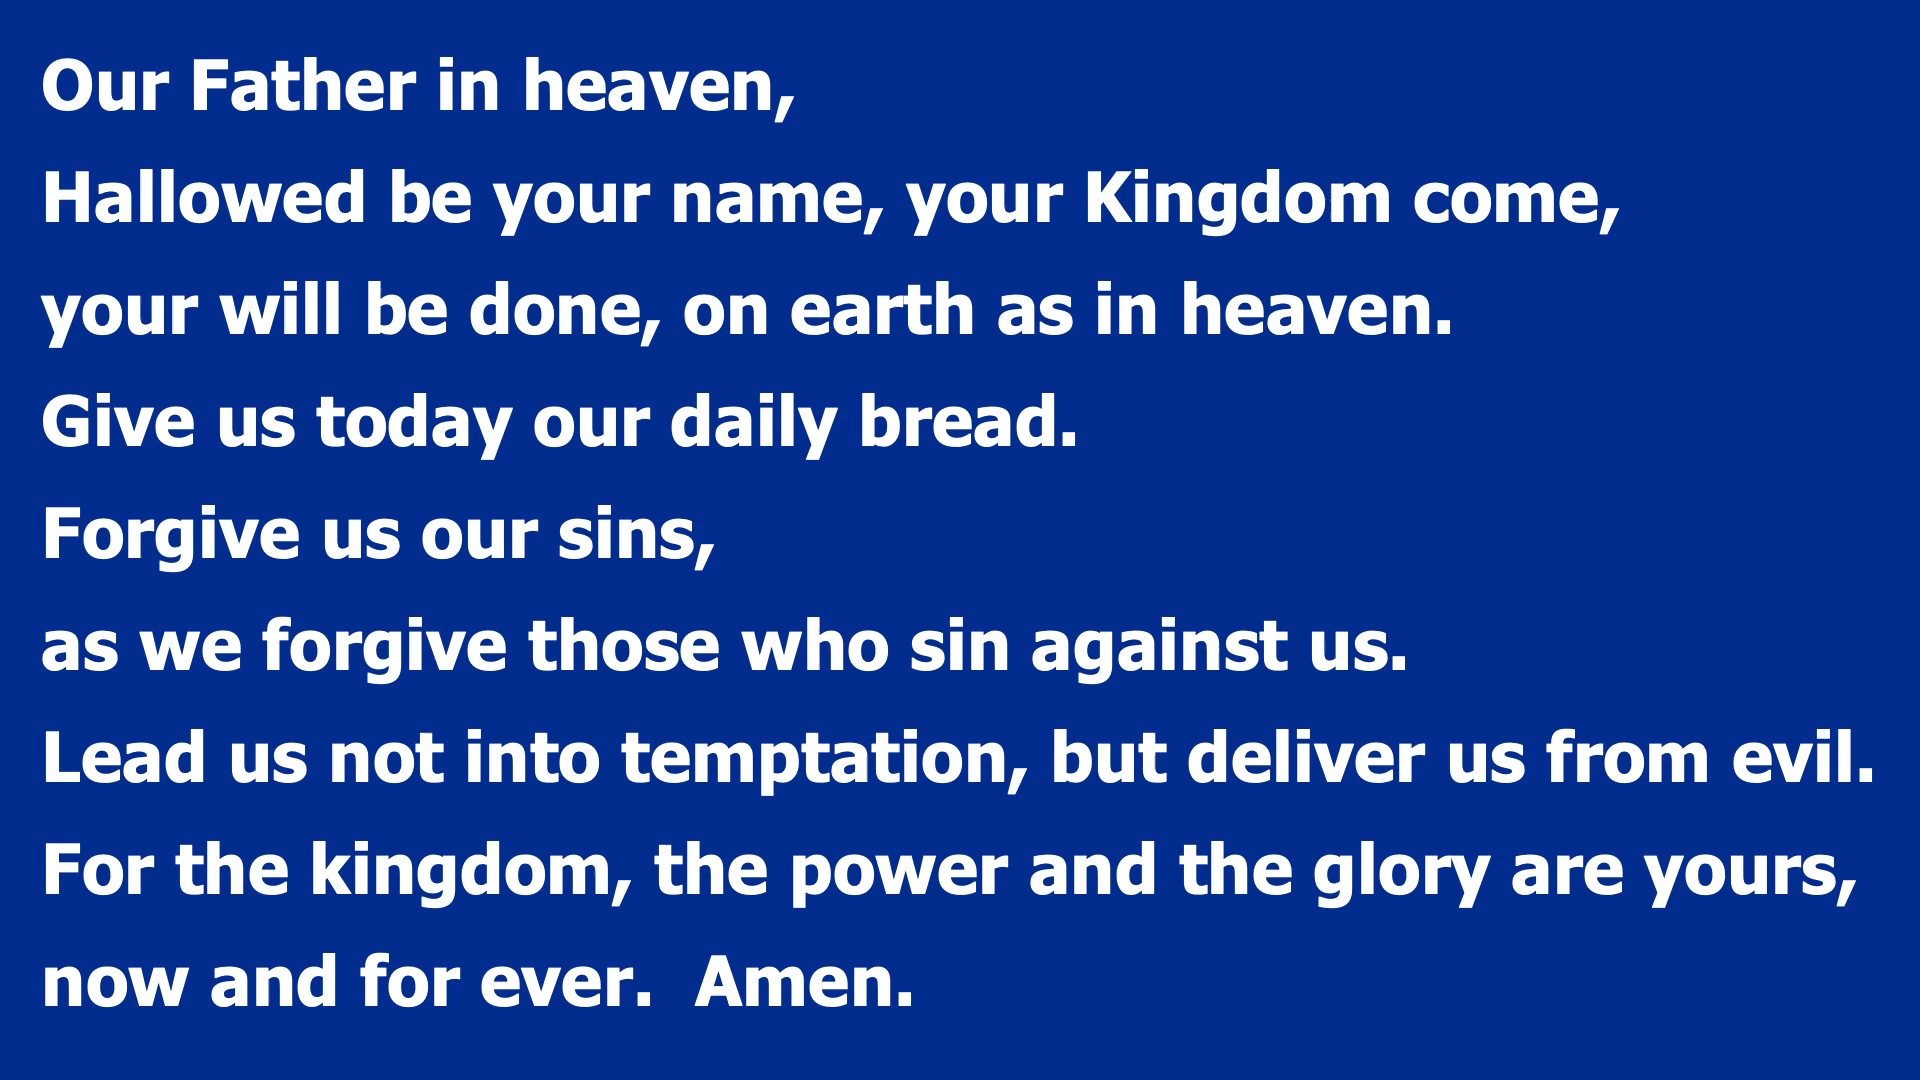 Our Father in heaven,
Hallowed be your name, your Kingdom come,
your will be done, on earth as in heaven.
Give us today our daily bread.
Forgive us our sins,
as we forgive those who sin against us.
Lead us not into temptation, but deliver us from evil.
For the kingdom, the power and the glory are yours,
now and for ever.  Amen.